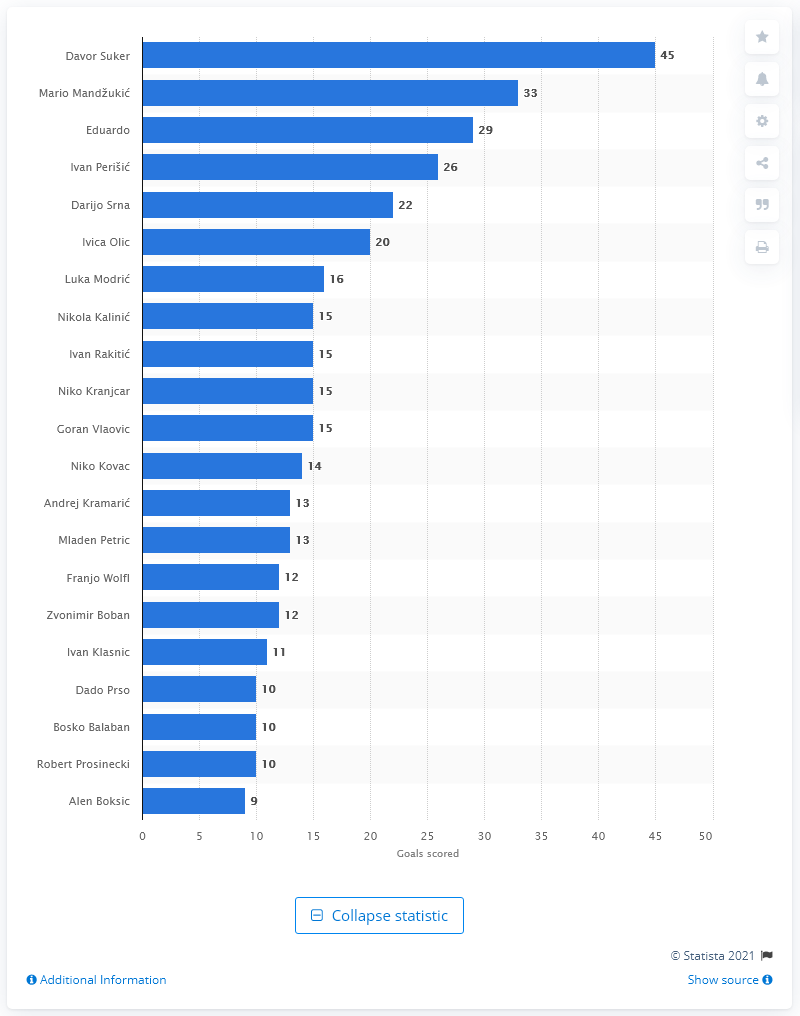 Davor Suker 45
Mario Mandžukić 33
Eduardo 29
Ivan Perišić 26
Darijo Srna 22
Ivica Olic 20
Luka Modrić 16
Nikola Kalinić 15
Ivan Rakitić 15
Niko Kranjcar 15
Goran Vlaovic 15
Niko Kovac 14
Andrej Kramarić 13
Mladen Petric 13
Franjo Wolfl 12
Zvonimir Boban 12
Ivan Klasnic 11
Dado Prso 10
Bosko Balaban 10
Robert Prosinecki 10
Alen Boksic 9
0 5 10 15 20 25 30 35 40 45 50
Goals scored
Collapse statistic
© Statista 2021
Additional Information Show source